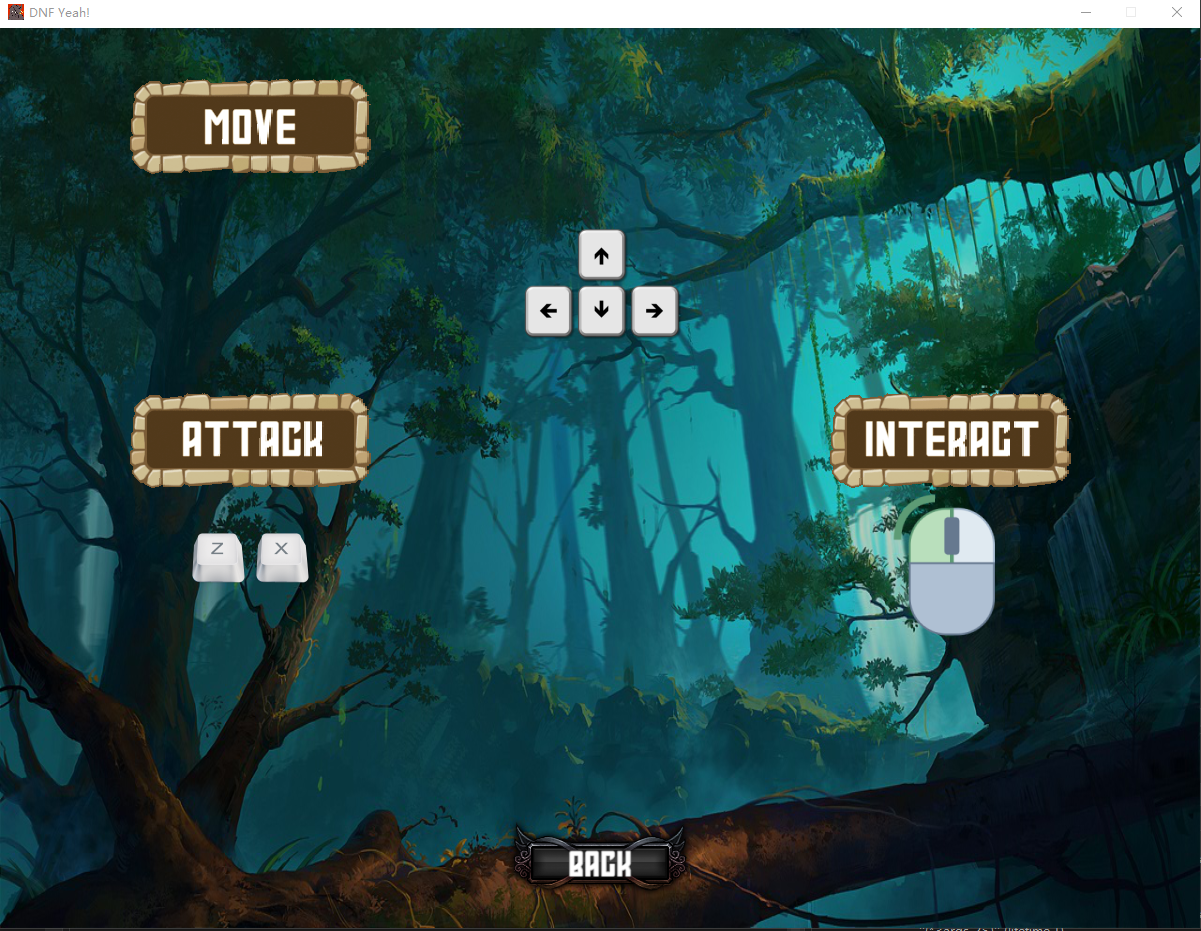 DNF Yeah!
MOVE
↑
← ↓ →
ATTACK
INTERACT
Z X
BACK